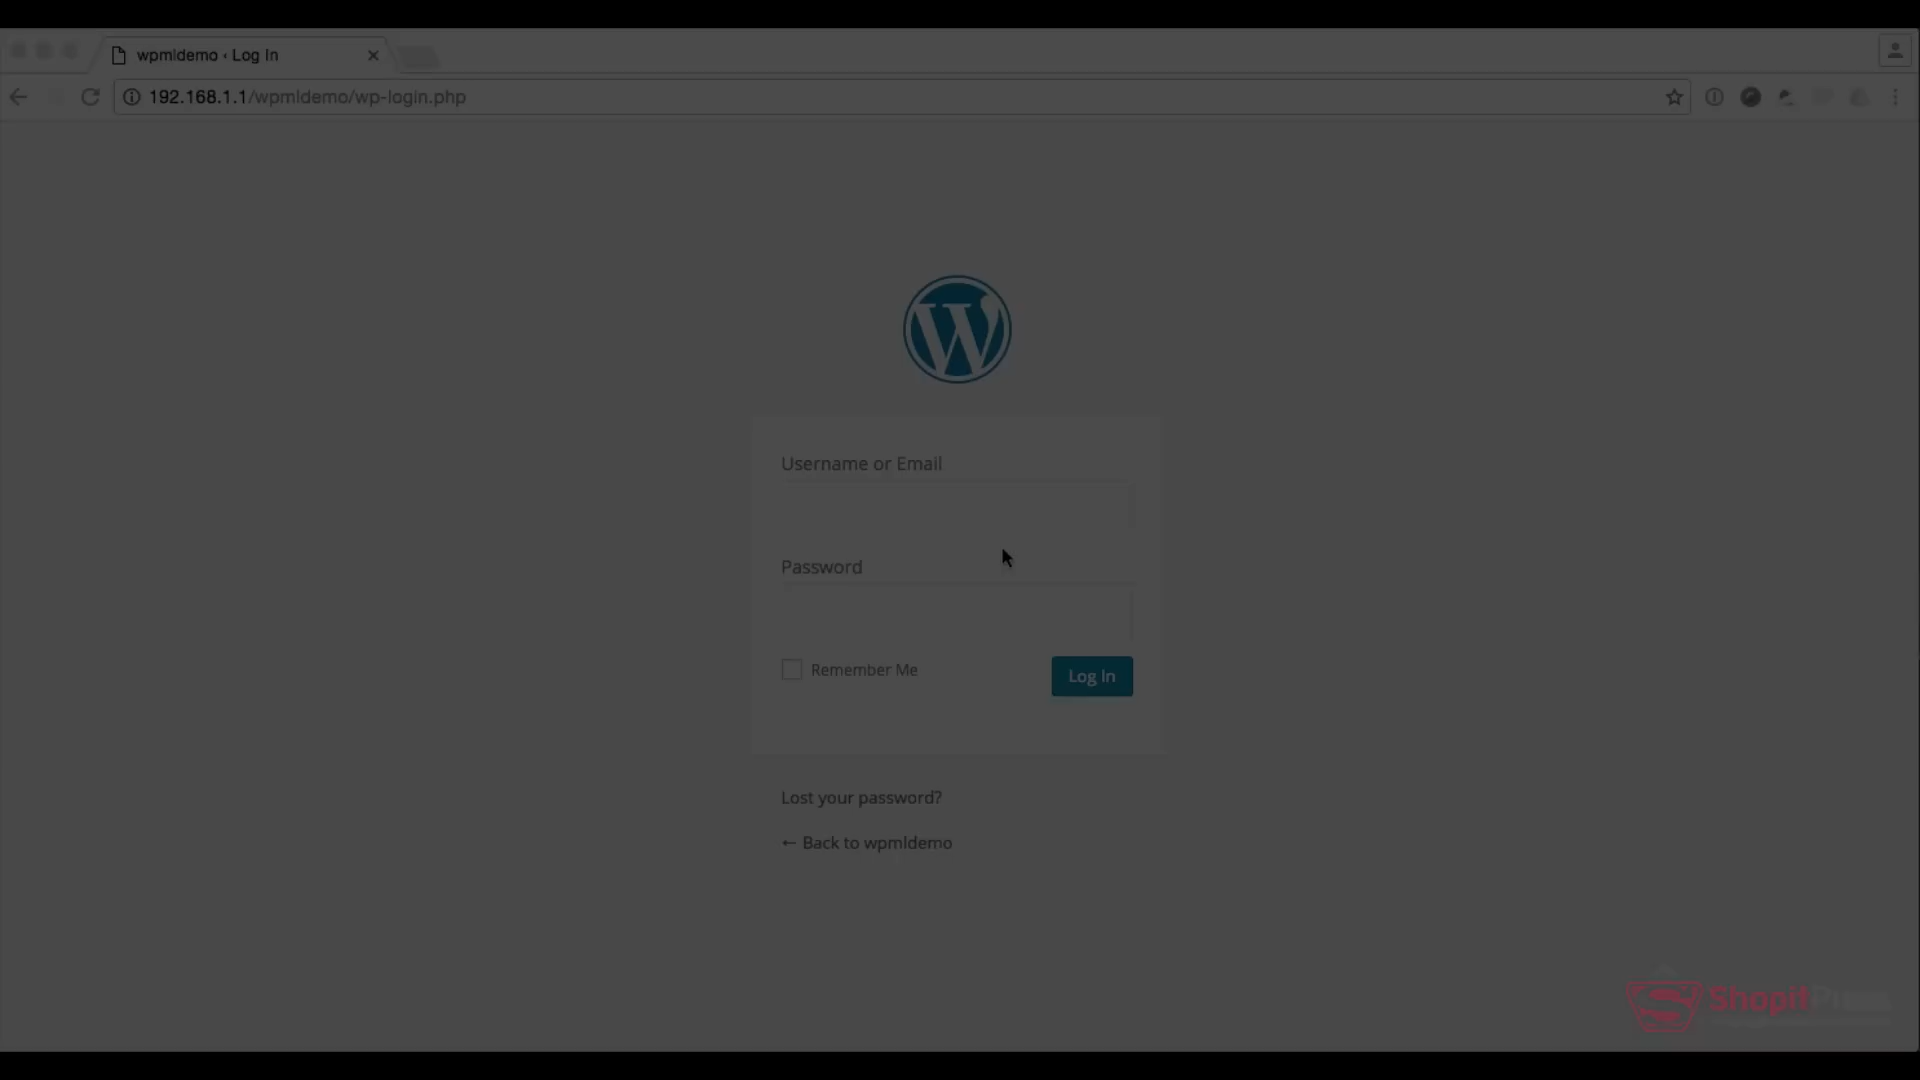 wpmldemo ‹ Log In
192.168.1.1/wpmldemo/wp-login.php
Username or Email
Password
Remember Me
Log In
Lost your password?
← Back to wpmldemo
ShopitPress